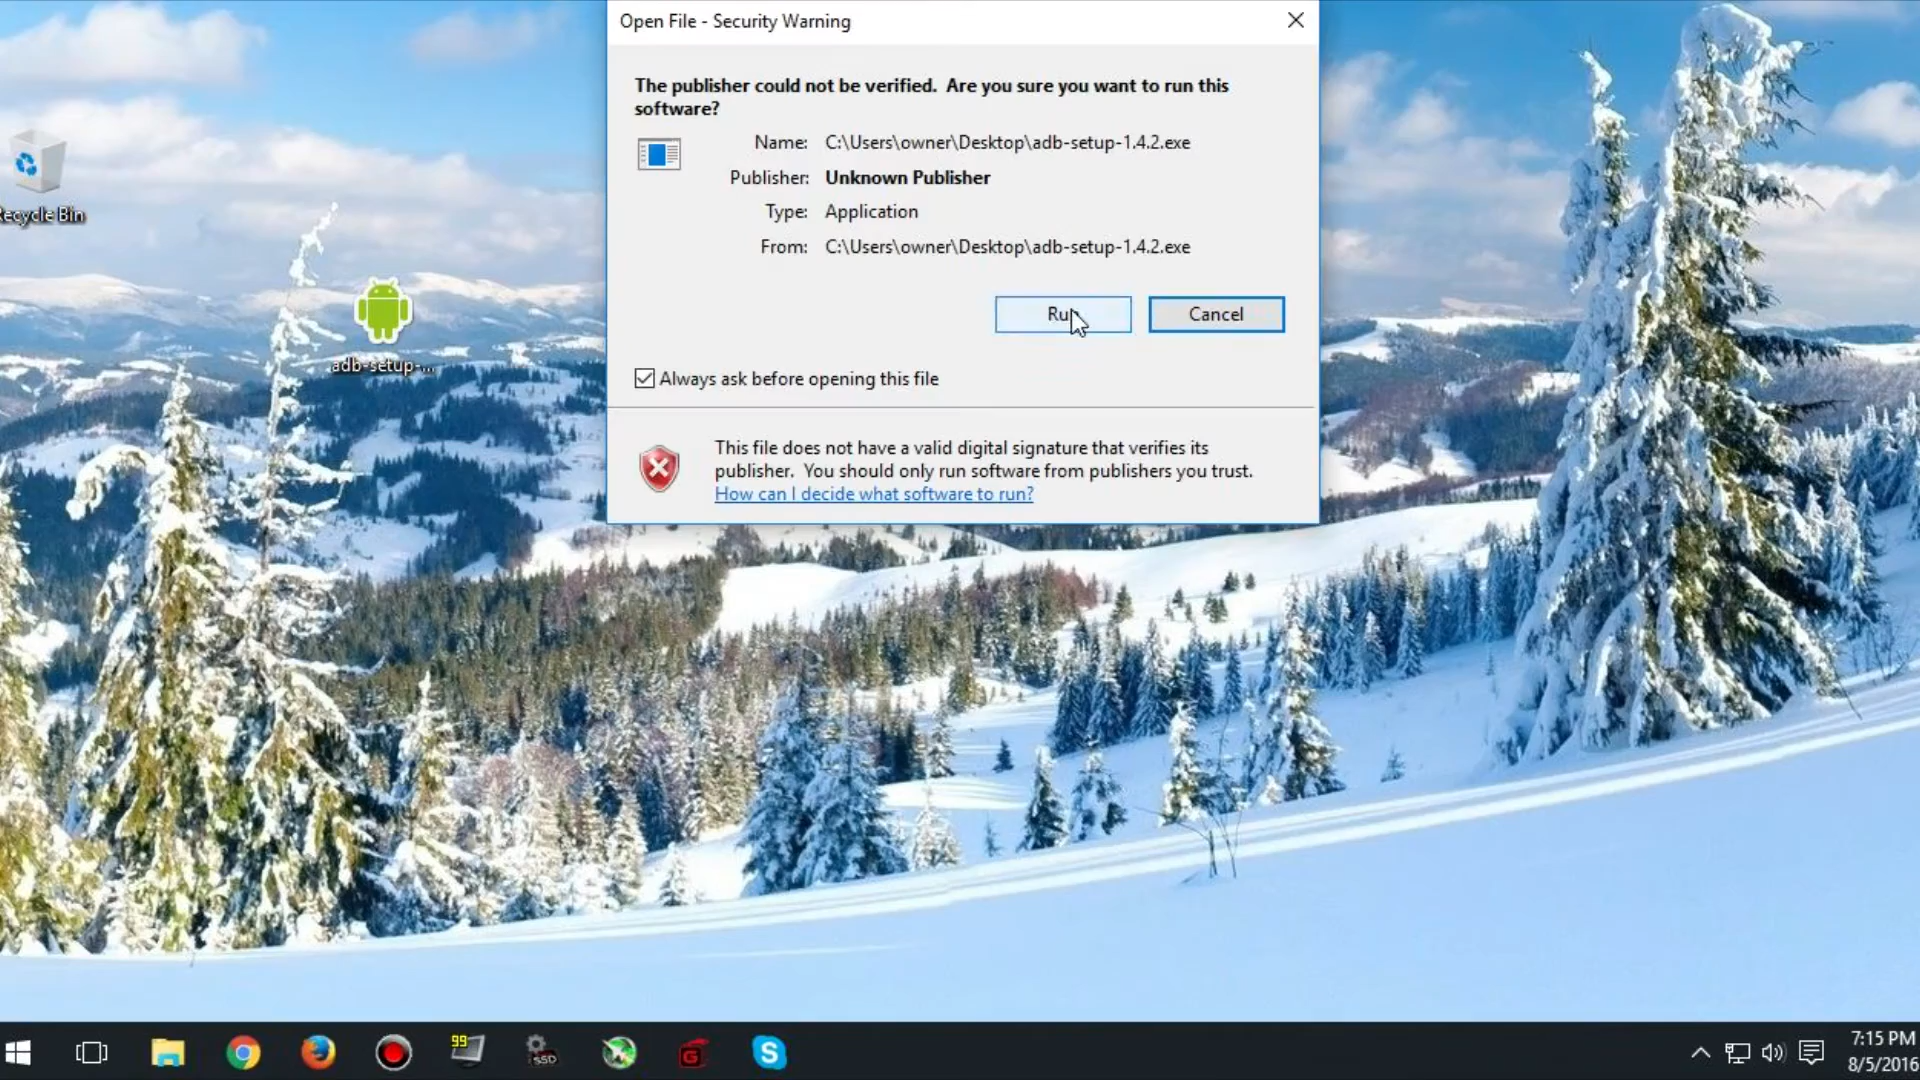 Open File - Security Warning
The publisher could not be verified. Are you sure you want to run this
software?
Name: C:\Users\owner\Desktop\adb-setup-1.4.2.exe
Publisher: Unknown Publisher
Type: Application
From: C:\Users\owner\Desktop\adb-setup-1.4.2.exe
Run Cancel
Always ask before opening this file
This file does not have a valid digital signature that verifies its
publisher. You should only run software from publishers you trust.
How can I decide what software to run?
Recycle Bin
adb-setup-...
99
SSD
G
S
7:15 PM
8/5/2016